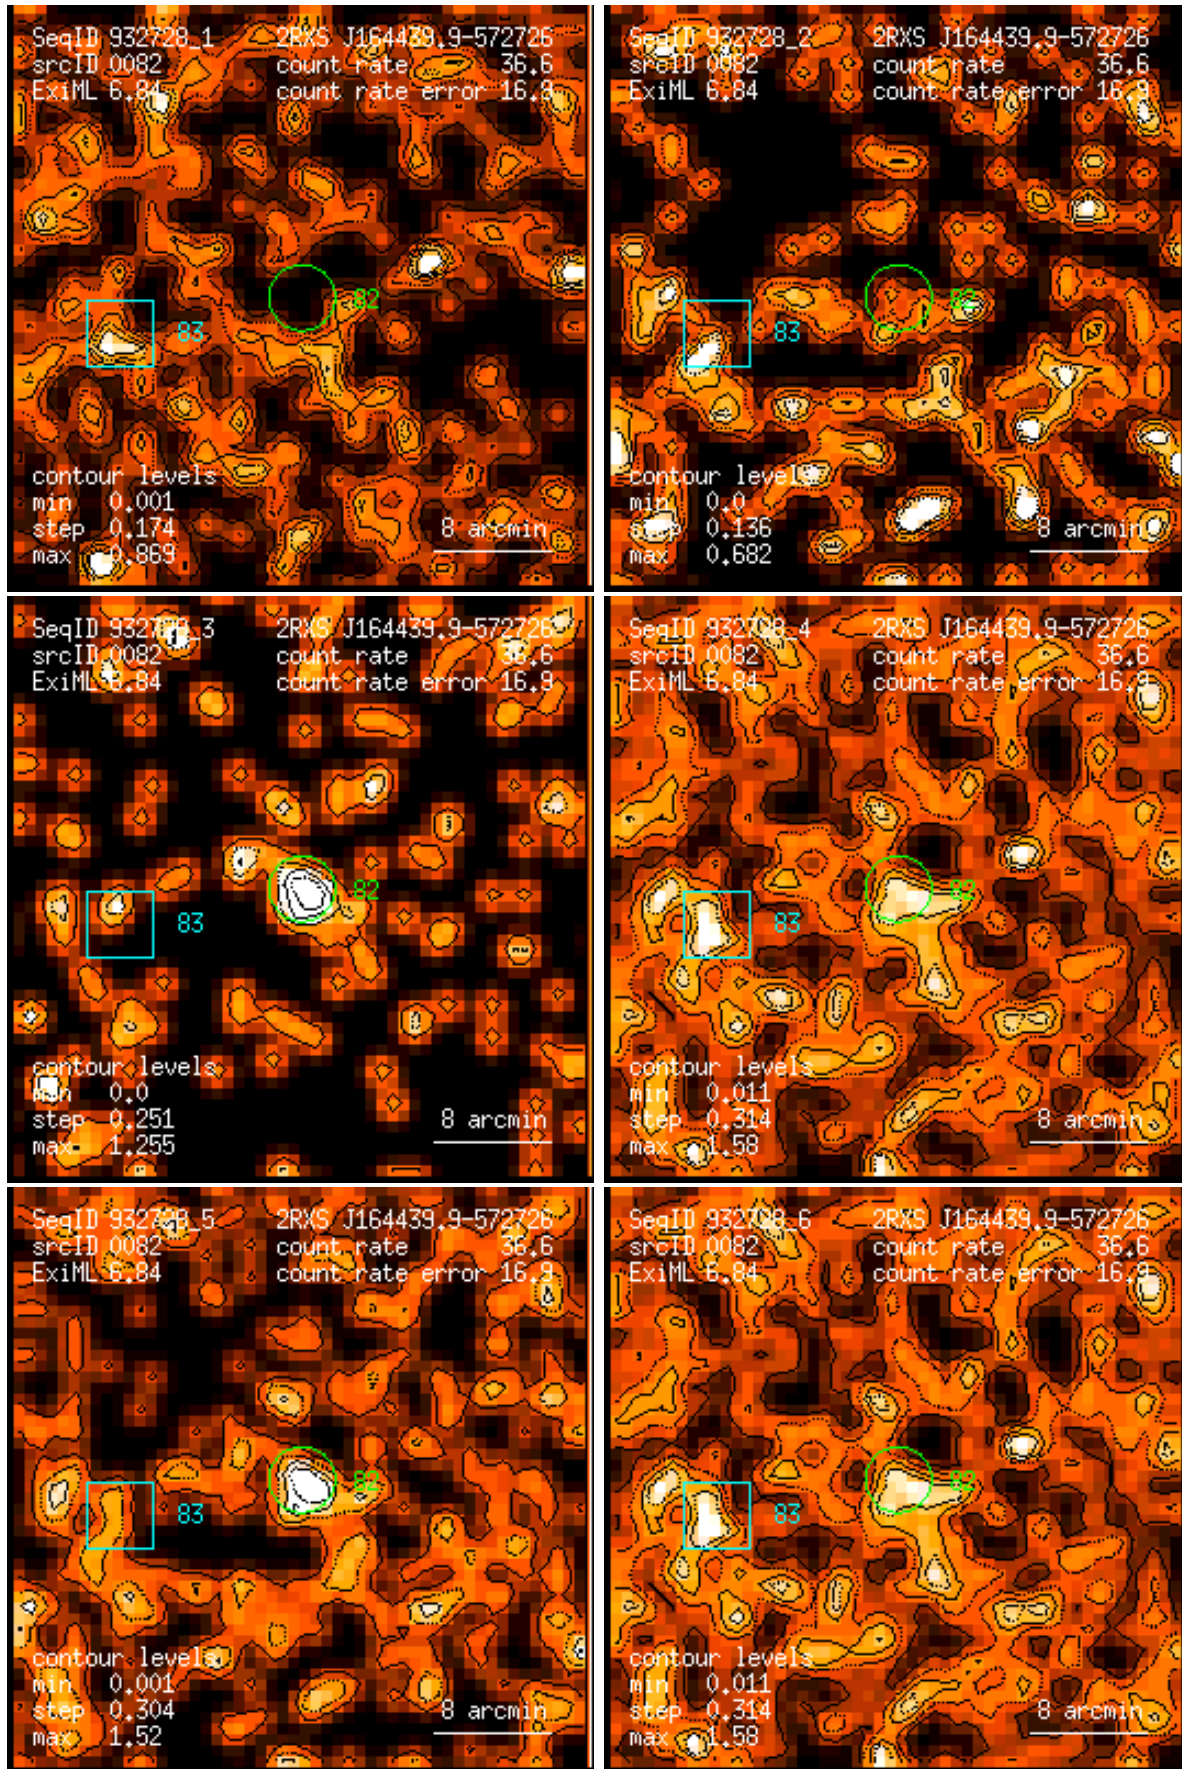 SeqID 932728_1 2RXS J164439.9-572726
srcID 0082 count rate 36.6
ExiML 6.84 count rate error 16.9
82
83
contour levels
min 0.001
step 0.174
max 0.869
8 arcmin
SeqID 932728_2 2RXS J164439.9-572726
srcID 0082 count rate 36.6
ExiML 6.84 count rate error 16.9
82
83
contour levels
min 0.0
step 0.136
max 0.682
8 arcmin
SeqID 932728_3 2RXS J164439.9-572726
srcID 0082 count rate 36.6
ExiML 6.84 count rate error 16.9
82
83
contour levels
min 0.0
step 0.251
max 1.255
8 arcmin
SeqID 932728_4 2RXS J164439.9-572726
srcID 0082 count rate 36.6
ExiML 6.84 count rate error 16.9
82
83
contour levels
min 0.011
step 0.314
max 1.58
8 arcmin
SeqID 932728_5 2RXS J164439.9-572726
srcID 0082 count rate 36.6
ExiML 6.84 count rate error 16.9
82
83
contour levels
min 0.001
step 0.304
max 1.52
8 arcmin
SeqID 932728_6 2RXS J164439.9-572726
srcID 0082 count rate 36.6
ExiML 6.84 count rate error 16.9
82
83
contour levels
min 0.011
step 0.314
max 1.58
8 arcmin